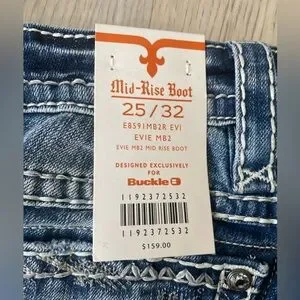 Mid-Rise Boot
25/32
EB591MB2R EVI
EVIE MB2
EVIE MB2 MID RISE BOOT
DESIGNED EXCLUSIVELY
FOR
Buckle B
1192372532
1192372532
$159.00